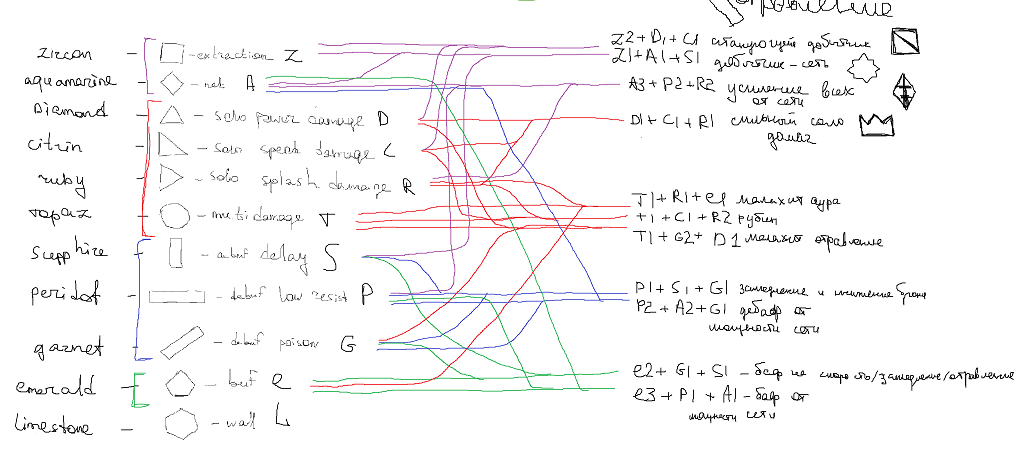 отравление
zircon - extraction Z
aquamarine - net A
Diamond - solo power damage D
citrin - solo speed damage C
ruby - solo splash damage R
topaz - multi damage T
sapphire - debuf delay S
peridot - debuf low resist P
garnet - debuf poison G
emerald - buf e
limestone - wall L
Z2 + D1 + C1 атакующий добытчик
Z1 + A1 + S1 добытчик-сеть
A3 + P2 + R2 усиление всех
от сети
D1 + C1 + R1 сильный соло
домаг
T1 + R1 + e1 малахит аура
T1 + C1 + R2 рубин
T1 + G2 + D1 малахит отравление
P1 + S1 + G1 замедление и снижение брони
P2 + A2 + G1 дебаф от
мощности сети
e2 + G1 + S1 - баф на скорость/замедление/отравление
e3 + P1 + A1 - баф от
мощности сети